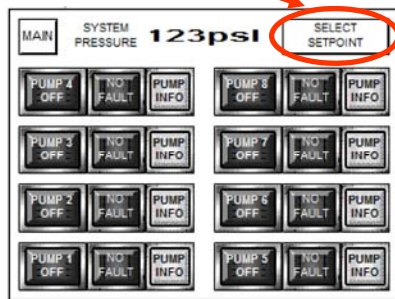 MAIN
SYSTEM
PRESSURE
123psI
SELECT
SETPOINT
PUMP 4
OFF
NO
FAULT
PUMP
INFO
PUMP 8
OFF
NO
FAULT
PUMP
INFO
PUMP 3
OFF
NO
FAULT
PUMP
INFO
PUMP 7
OFF
NO
FAULT
PUMP
INFO
PUMP 2
OFF
NO
FAULT
PUMP
INFO
PUMP 6
OFF
NO
FAULT
PUMP
INFO
PUMP 1
OFF
NO
FAULT
PUMP
INFO
PUMP 5
OFF
NO
FAULT
PUMP
INFO